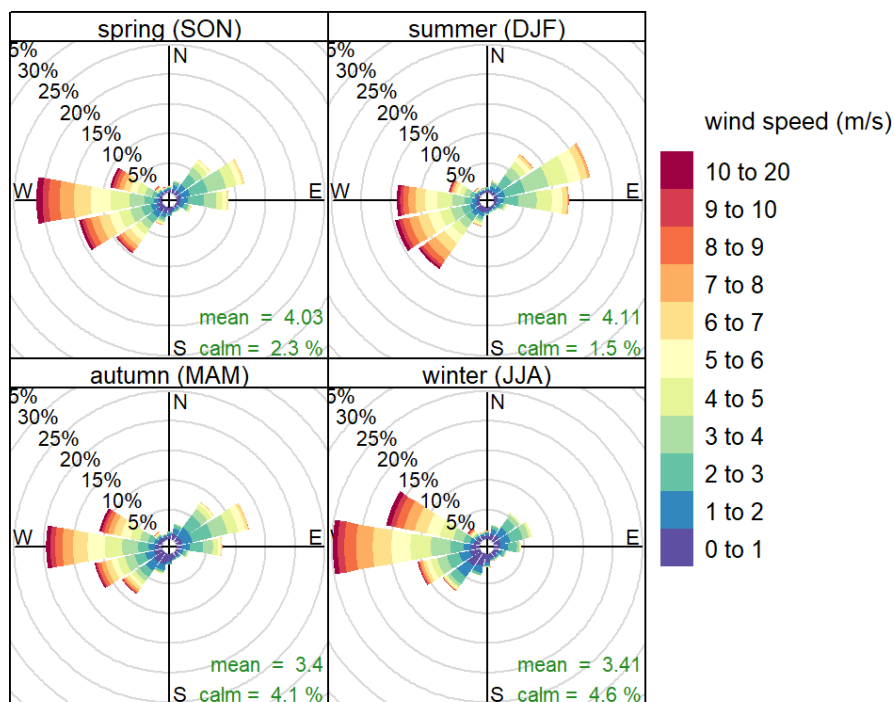 spring (SON)
5%
30%
25%
20%
15%
10%
5%
N
W
E
S
mean = 4.03
calm = 2.3 %
summer (DJF)
5%
30%
25%
20%
15%
10%
5%
N
W
E
S
mean = 4.11
calm = 1.5 %
autumn (MAM)
5%
30%
25%
20%
15%
10%
5%
N
W
E
S
mean = 3.4
calm = 4.1 %
winter (JJA)
5%
30%
25%
20%
15%
10%
5%
N
E
S
mean = 3.41
calm = 4.6 %
wind speed (m/s)
10 to 20
9 to 10
8 to 9
7 to 8
6 to 7
5 to 6
4 to 5
3 to 4
2 to 3
1 to 2
0 to 1